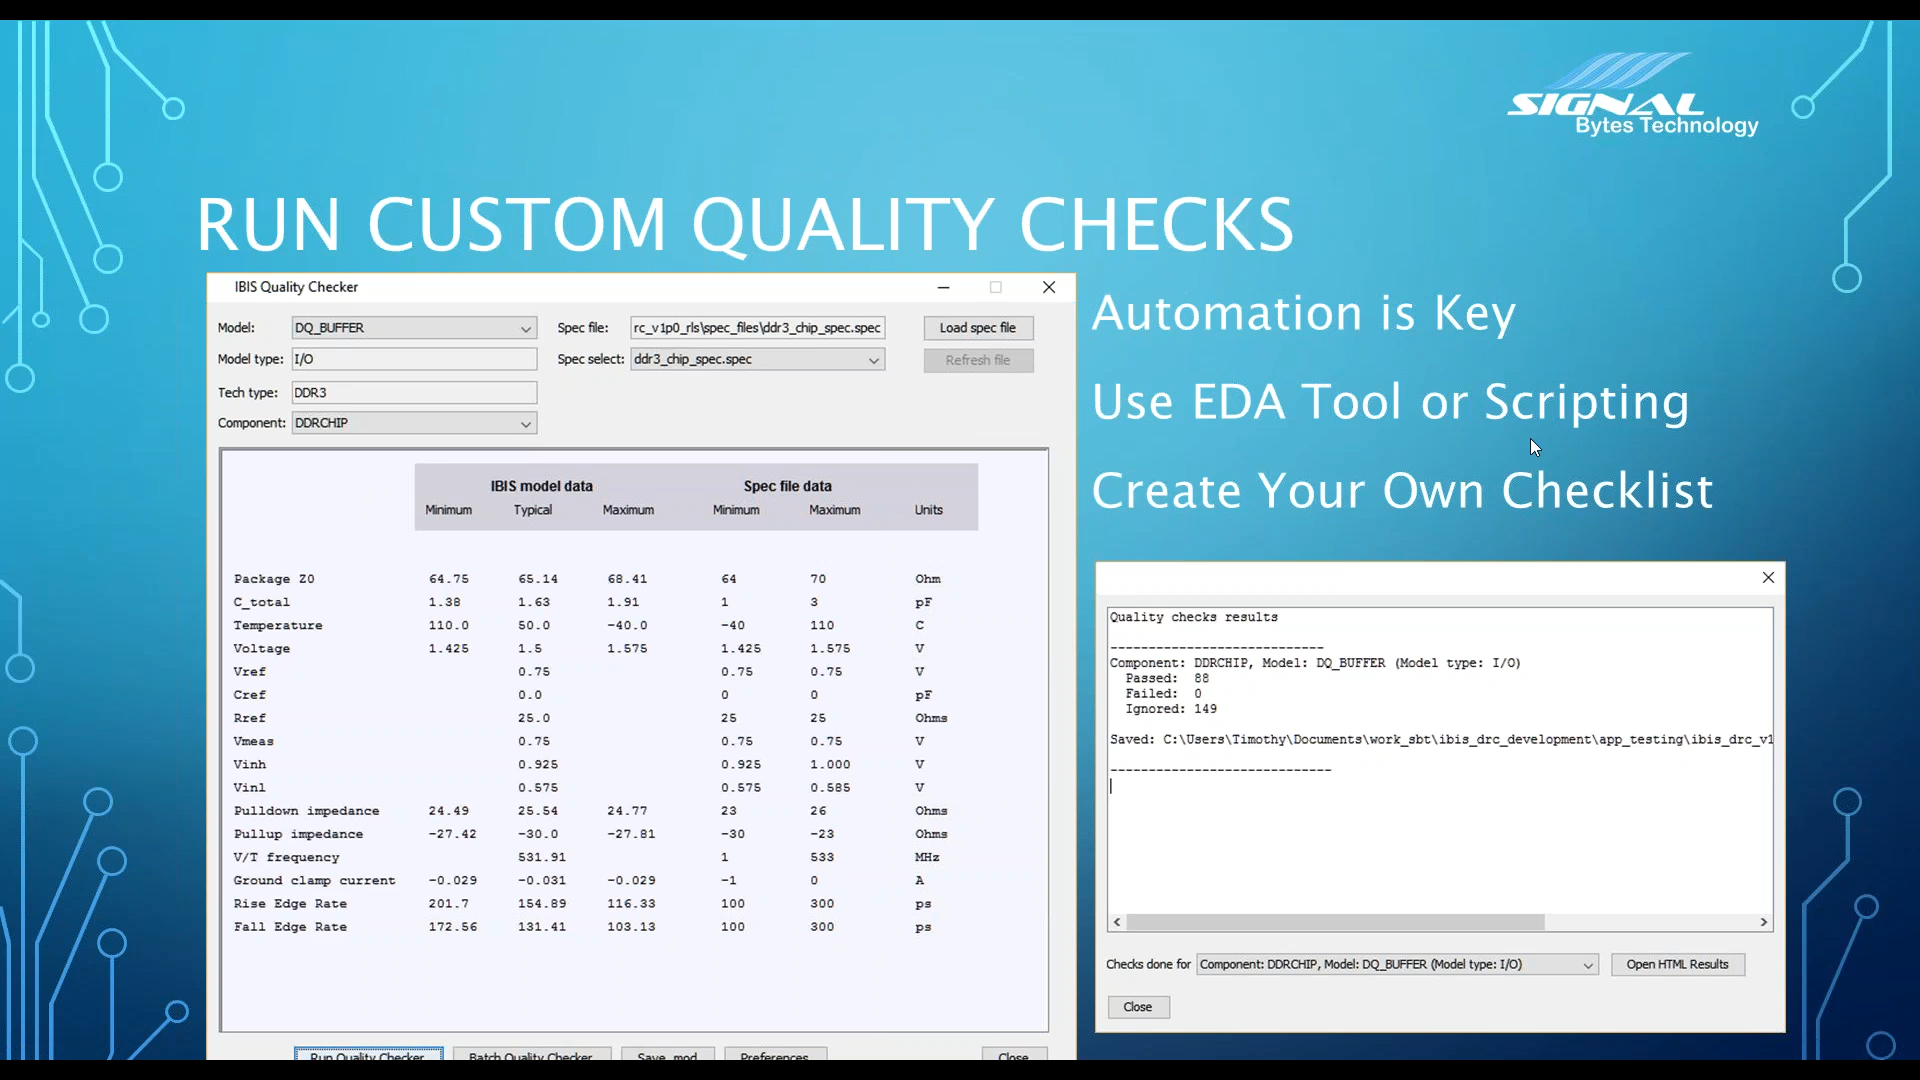 SIGNAL
Bytes Technology
RUN CUSTOM QUALITY CHECKS
IBIS Quality Checker
Model: DQ_BUFFER Spec file: rc_v1p0_rls\spec_files\ddr3_chip_spec.spec Load spec file
Model type: I/O Spec select: ddr3_chip_spec.spec Refresh file
Tech type: DDR3
Component: DDRCHIP
IBIS model data Spec file data
Minimum Typical Maximum Minimum Maximum Units
Package Z0 64.75 65.14 68.41 64 70 Ohm
C_total 1.38 1.63 1.91 1 3 pF
Temperature 110.0 50.0 -40.0 -40 110 C
Voltage 1.425 1.5 1.575 1.425 1.575 V
Vref 0.75 0.75 0.75 V
Cref 0.0 0 0 pF
Rref 25.0 25 25 Ohms
Vmeas 0.75 0.75 0.75 V
Vinh 0.925 0.925 1.000 V
Vinl 0.575 0.575 0.585 V
Pulldown impedance 24.49 25.54 24.77 23 26 Ohms
Pullup impedance -27.42 -30.0 -27.81 -30 -23 Ohms
V/T frequency 531.91 1 533 MHz
Ground clamp current -0.029 -0.031 -0.029 -1 0 A
Rise Edge Rate 201.7 154.89 116.33 100 300 ps
Fall Edge Rate 172.56 131.41 103.13 100 300 ps
Run Quality Checker Batch Quality Checker Save .mod Preferences Close
Automation is Key
Use EDA Tool or Scripting
Create Your Own Checklist
Quality checks results
----------------------------
Component: DDRCHIP, Model: DQ_BUFFER (Model type: I/O)
Passed: 88
Failed: 0
Ignored: 149
Saved: C:\Users\Timothy\Documents\work_sbt\ibis_drc_development\app_testing\ibis_drc_v1
-----------------------------
Checks done for Component: DDRCHIP, Model: DQ_BUFFER (Model type: I/O) Open HTML Results
Close